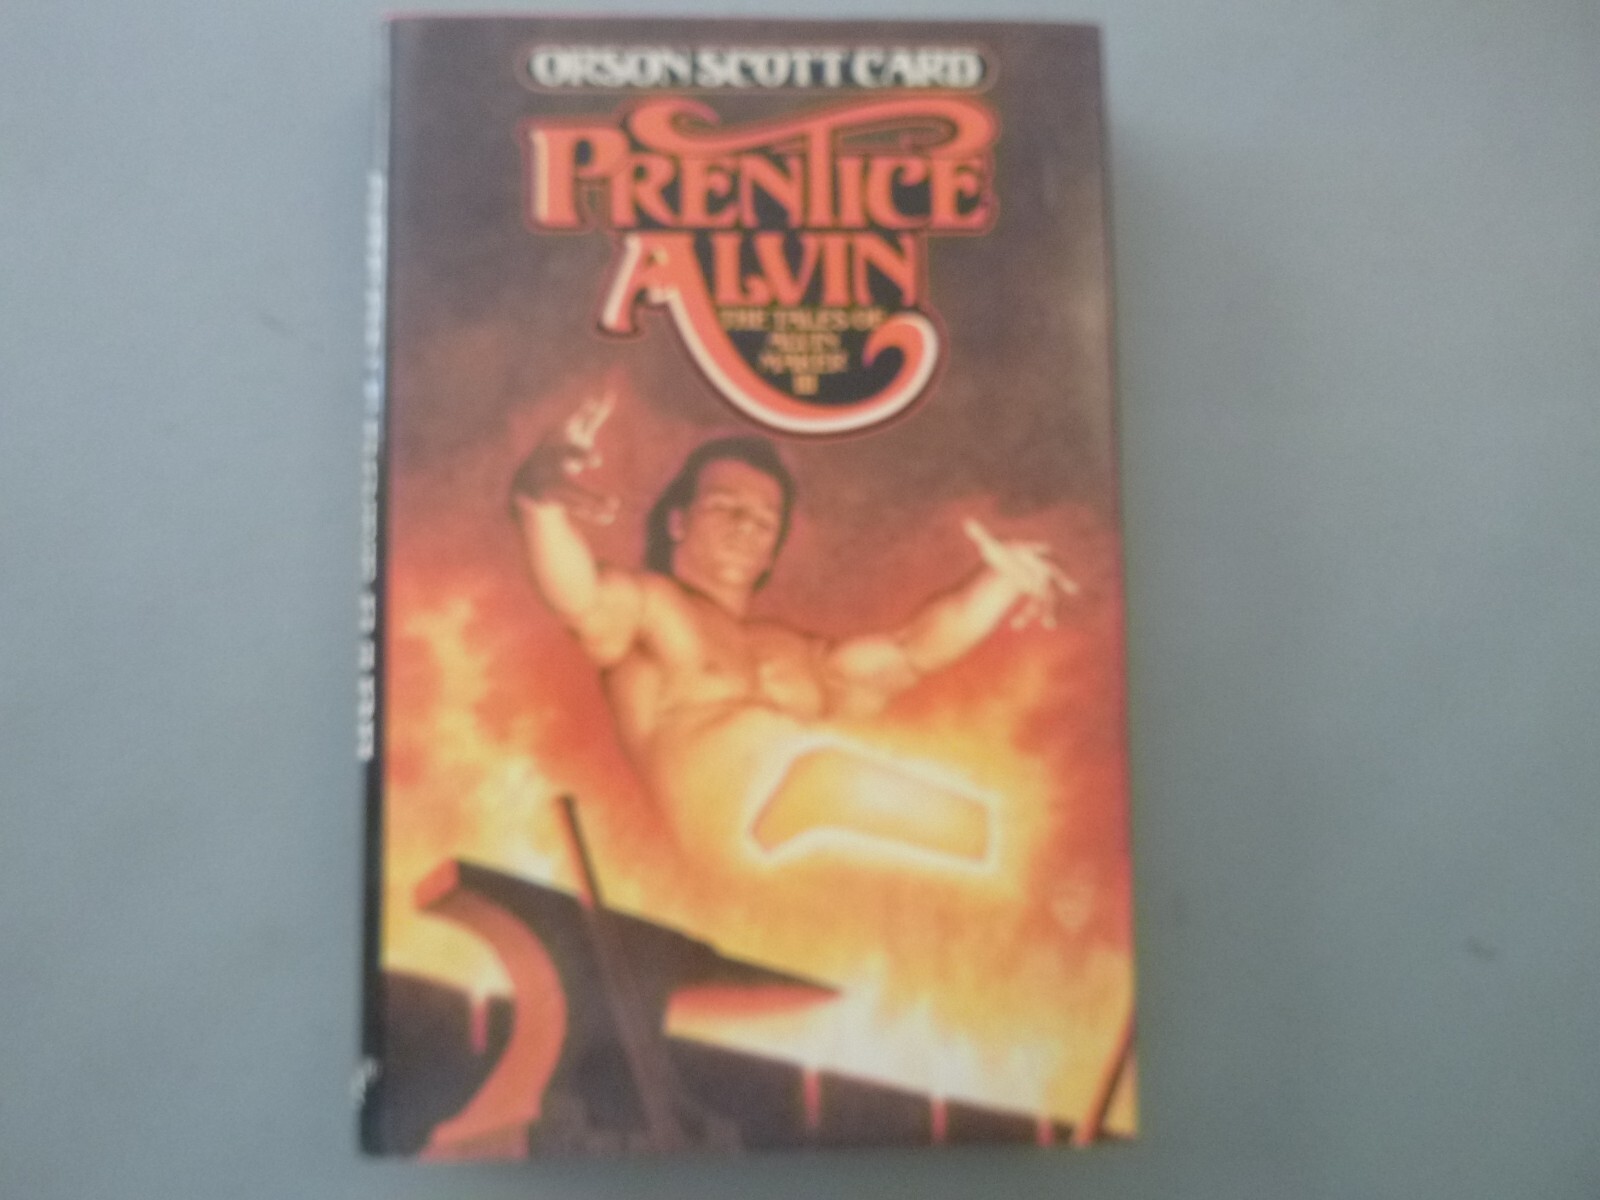 ORSON SCOTT CARD
PRENTICE
ALVIN
THE TALES OF
ALVIN
MAKER
III